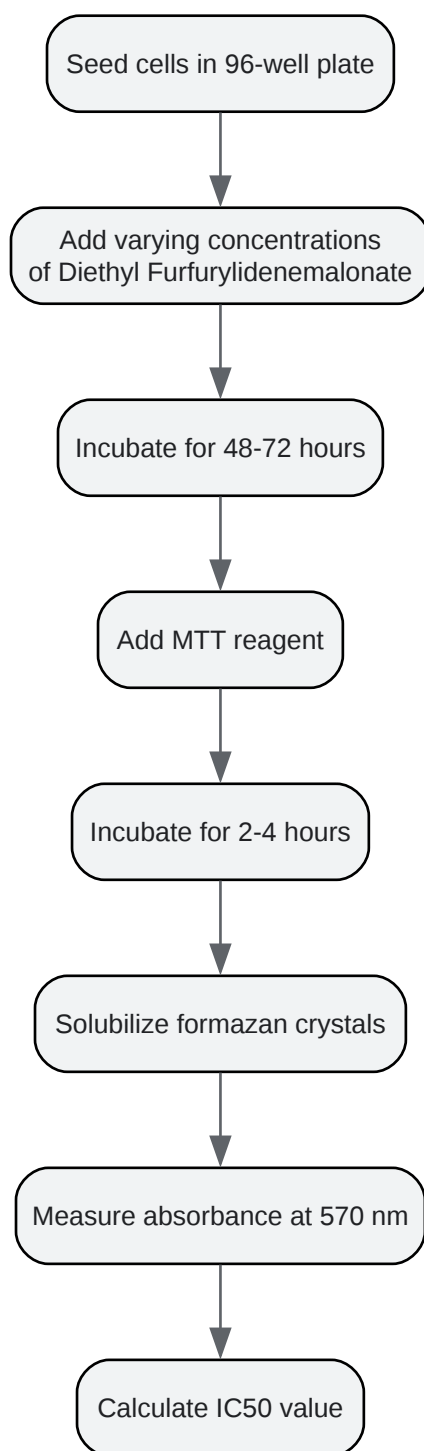 Seed cells in 96-well plate
Add varying concentrations
of Diethyl Furfurylidenemalonate
Incubate for 48-72 hours
Add MTT reagent
Incubate for 2-4 hours
Solubilize formazan crystals
Measure absorbance at 570 nm
Calculate IC50 value